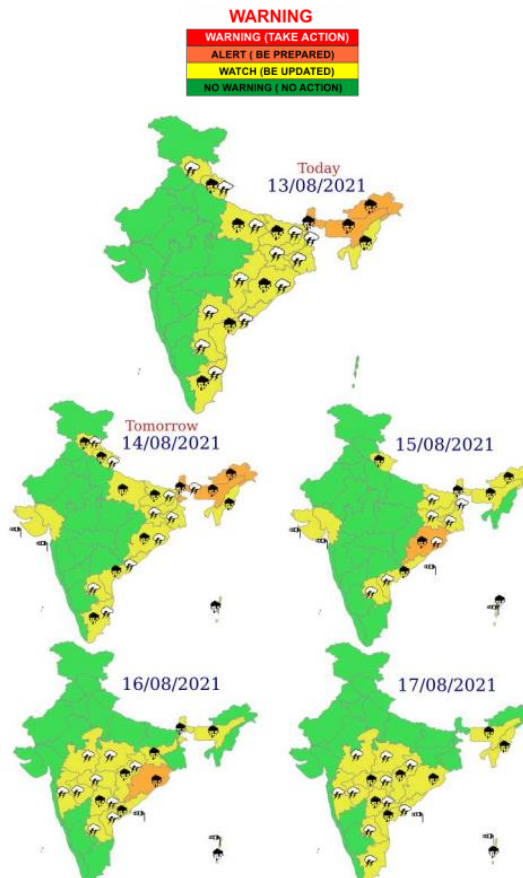 WARNING
WARNING (TAKE ACTION)
ALERT ( BE PREPARED)
WATCH (BE UPDATED)
NO WARNING ( NO ACTION)
Today
13/08/2021
Tomorrow
14/08/2021
15/08/2021
16/08/2021
17/08/2021